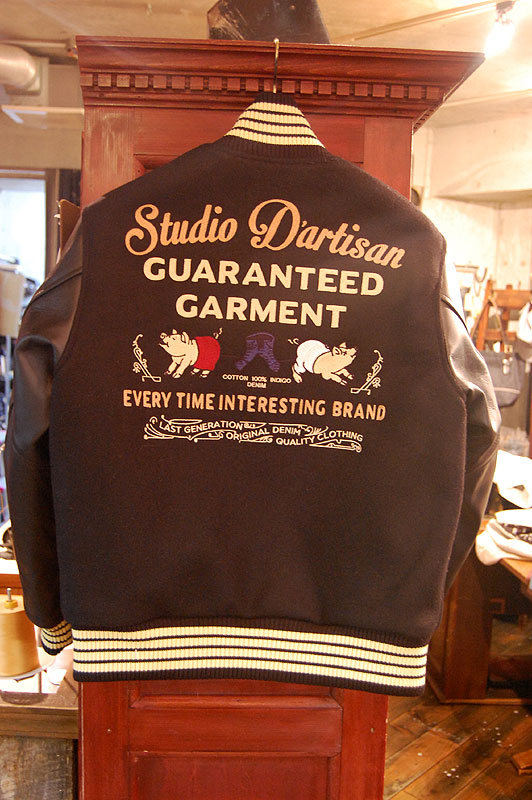 Studio D'artisan
GUARANTEED
GARMENT
COTTON 100% INDIGO
DENIM
EVERY TIME INTERESTING BRAND
LAST GENERATION
ORIGINAL DENIM
QUALITY CLOTHING